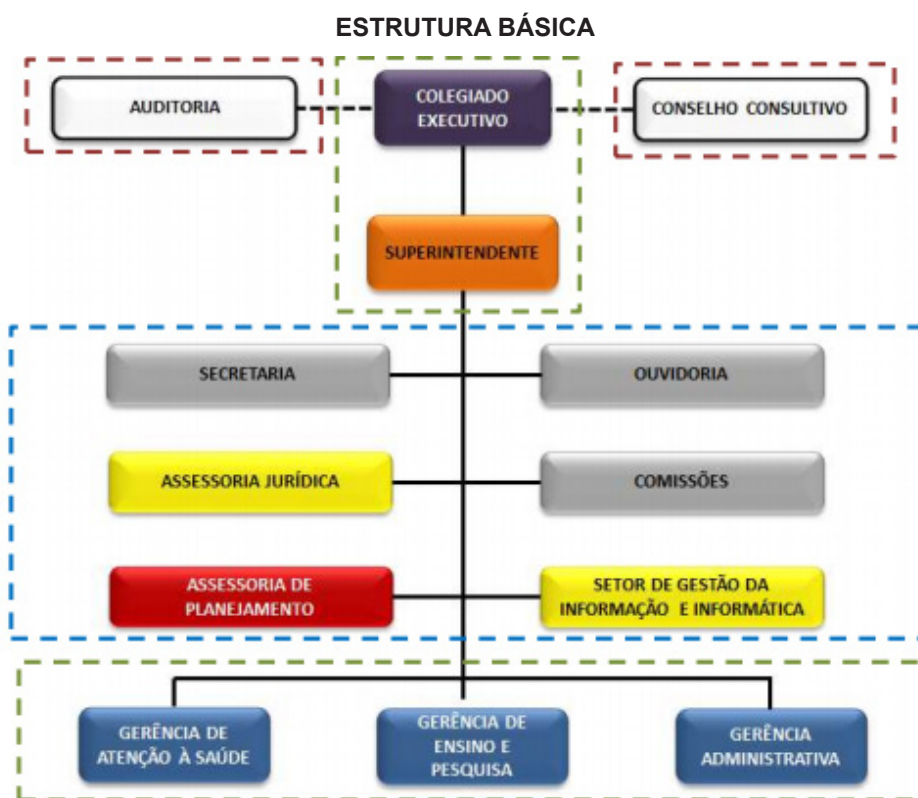 ESTRUTURA BÁSICA
AUDITORIA
COLEGIADO
EXECUTIVO
CONSELHO CONSULTIVO
SUPERINTENDENTE
SECRETARIA
OUVIDORIA
ASSESSORIA JURÍDICA
COMISSÕES
ASSESSORIA DE
PLANEJAMENTO
SETOR DE GESTÃO DA
INFORMAÇÃO E INFORMÁTICA
GERÊNCIA DE
ATENÇÃO À SAÚDE
GERÊNCIA DE
ENSINO E
PESQUISA
GERÊNCIA
ADMINISTRATIVA